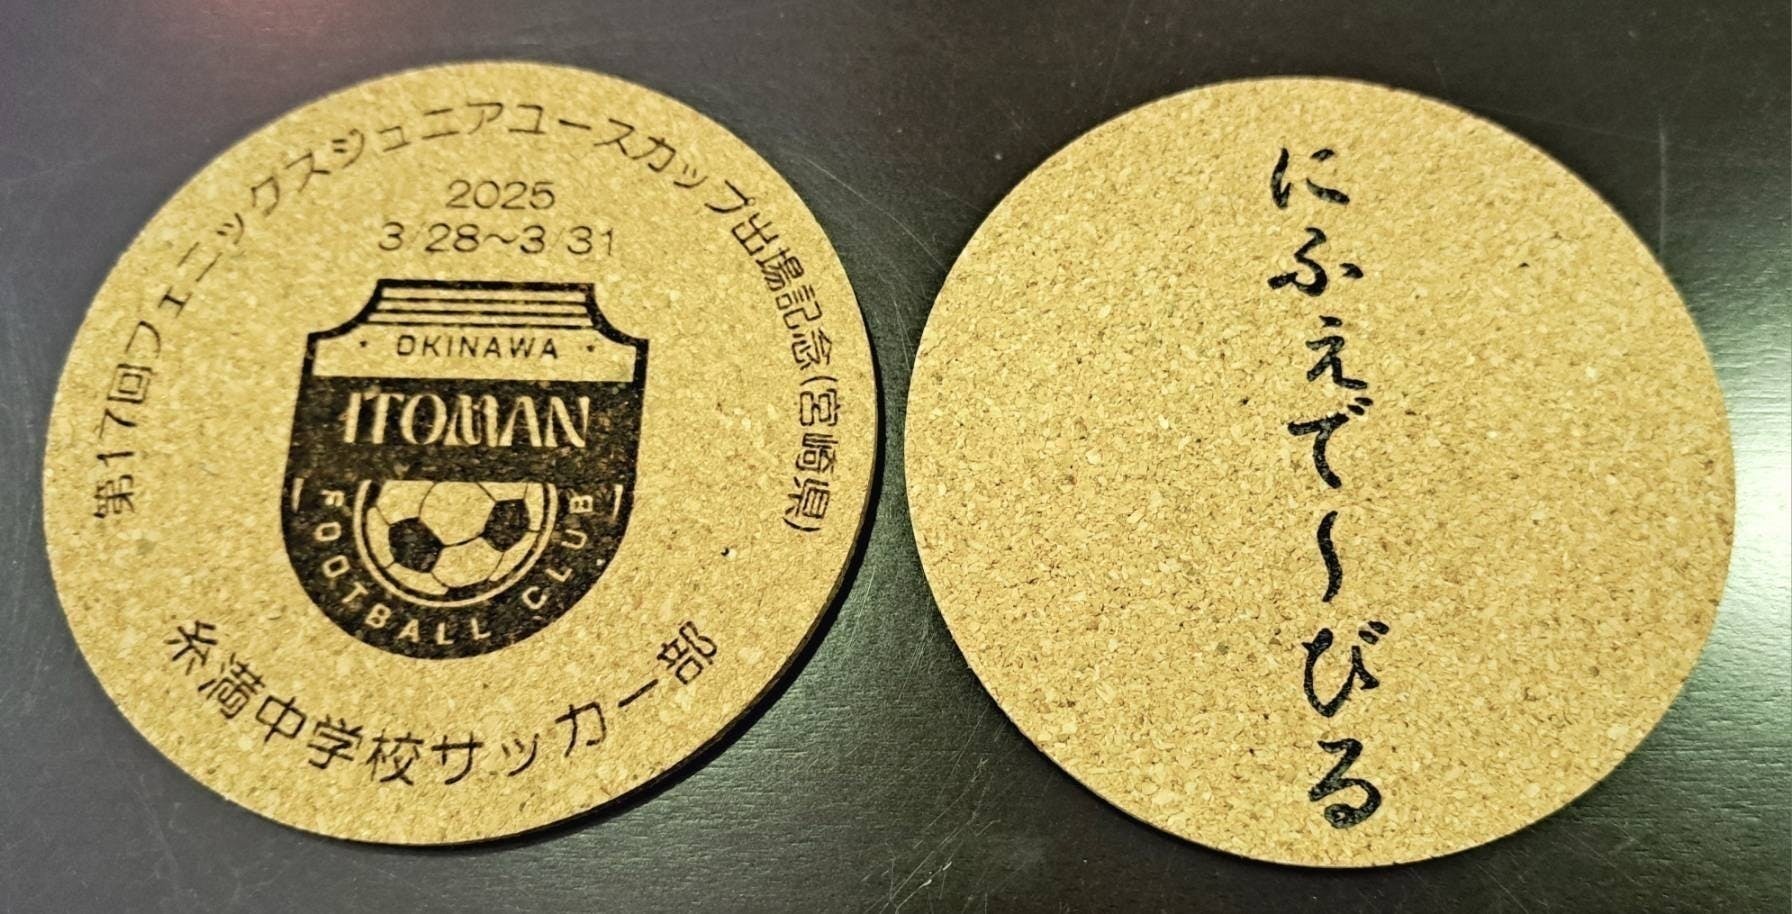 第17回フェニックスジュニアユースカップ出場記念(宮崎県)
2025
3/28～3/31
OKINAWA
ITOMAN
FOOTBALL CLUB
糸満中学校サッカー部
にふぇで～びる